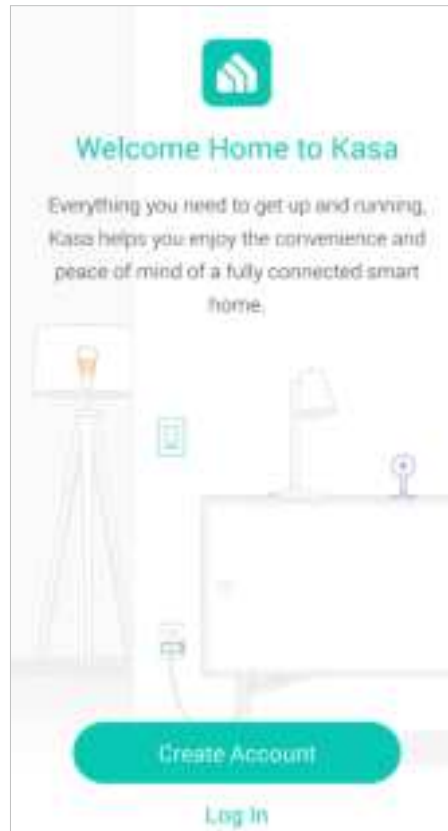 Welcome Home to Kasa
Everything you need to get up and running,
Kasa helps you enjoy the convenience and
peace of mind of a fully connected smart
home.
Create Account
Log In